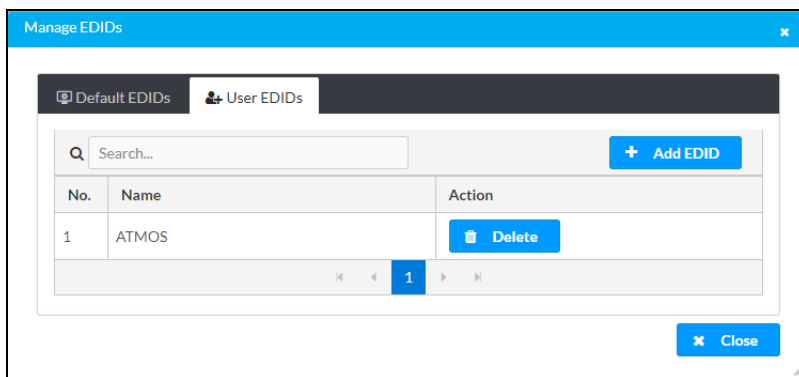 Manage EDIDs
Default EDIDs User EDIDs
Search... Add EDID
No. Name Action
1 ATMOS Delete
1
Close